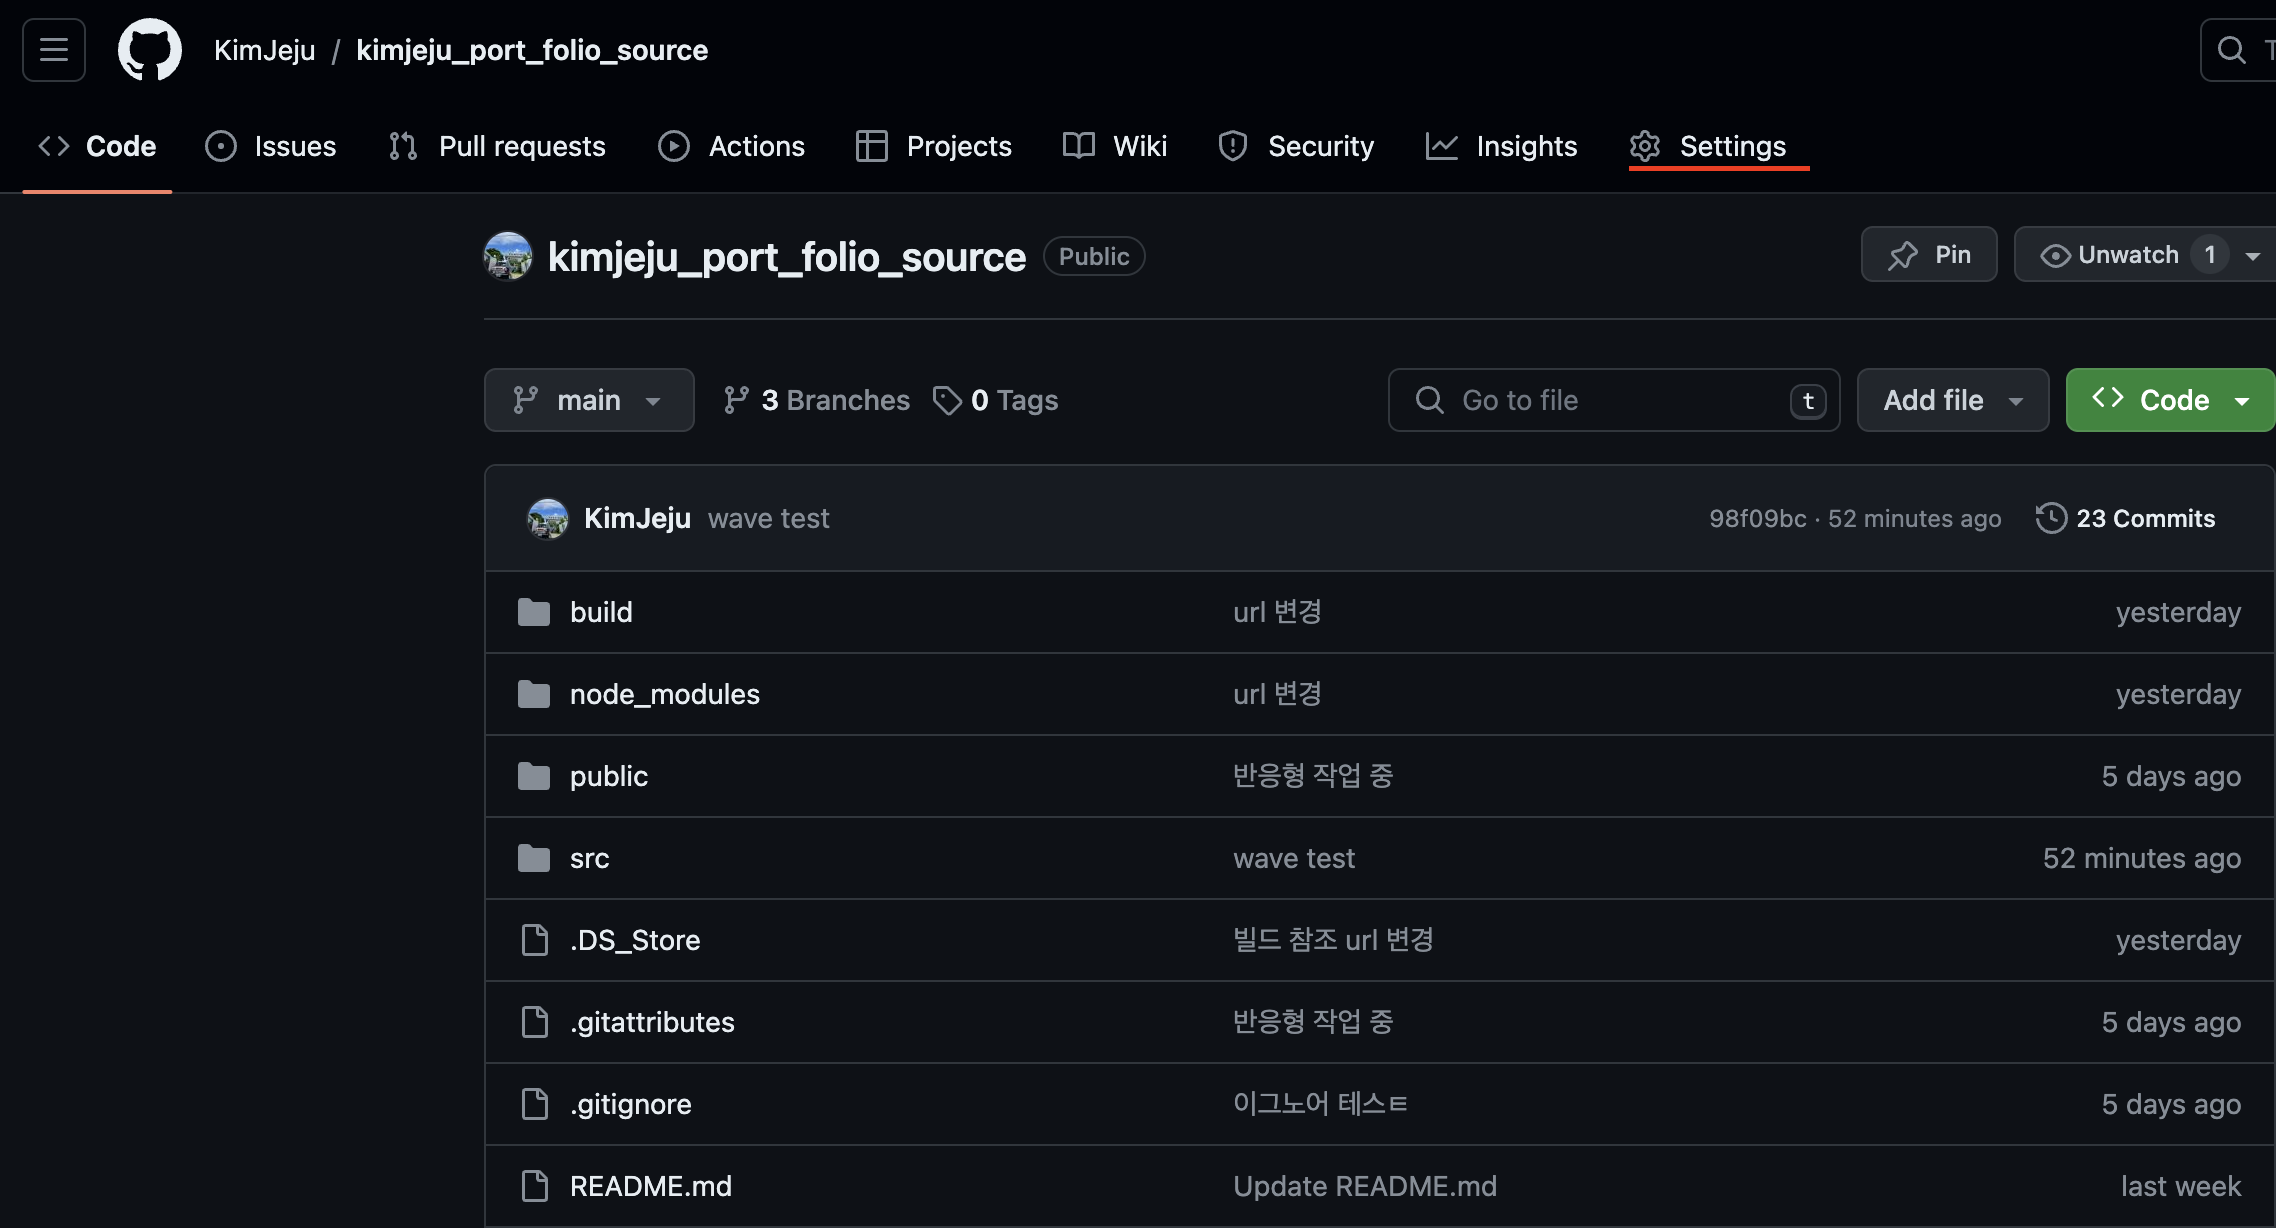 KimJeju / kimjeju_port_folio_source
Code Issues Pull requests Actions Projects Wiki Security Insights Settings
kimjeju_port_folio_source Public Pin Unwatch 1
main 3 Branches 0 Tags Go to file t Add file Code
KimJeju wave test 98f09bc · 52 minutes ago 23 Commits
build url 변경 yesterday
node_modules url 변경 yesterday
public 반응형 작업 중 5 days ago
src wave test 52 minutes ago
.DS_Store 빌드 참조 url 변경 yesterday
.gitattributes 반응형 작업 중 5 days ago
.gitignore 이그노어 테스ㅌ 5 days ago
README.md Update README.md last week